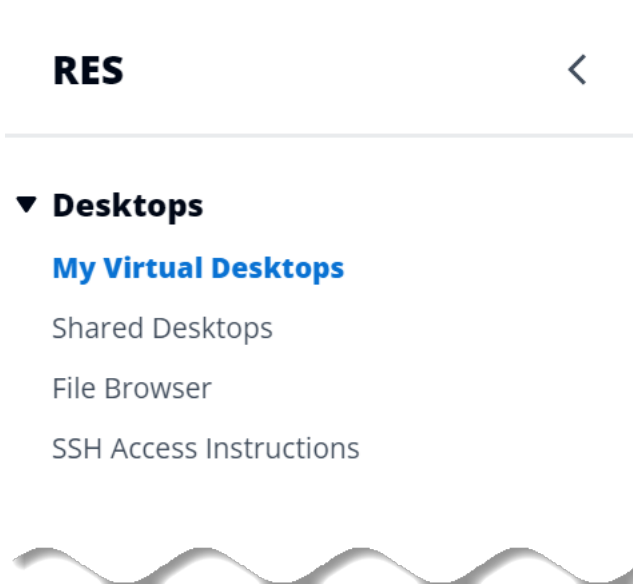 RES
Desktops
My Virtual Desktops
Shared Desktops
File Browser
SSH Access Instructions